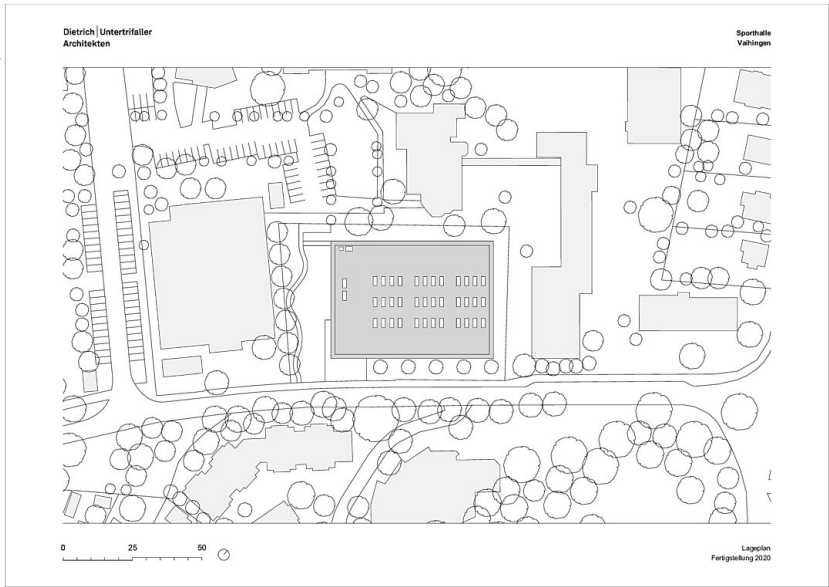 Dietrich | Untertrifaller
Architekten
Sporthalle
Vaihingen
0 25 50
Lageplan
Fertigstellung 2020